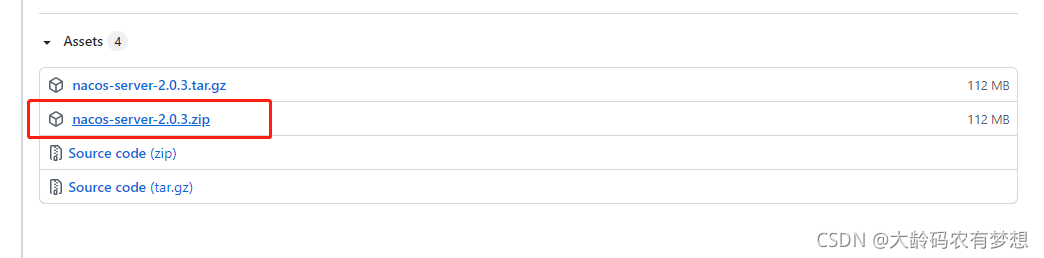 Assets 4
nacos-server-2.0.3.tar.gz 112 MB
nacos-server-2.0.3.zip 112 MB
Source code (zip)
Source code (tar.gz)
CSDN @大龄码农有梦想